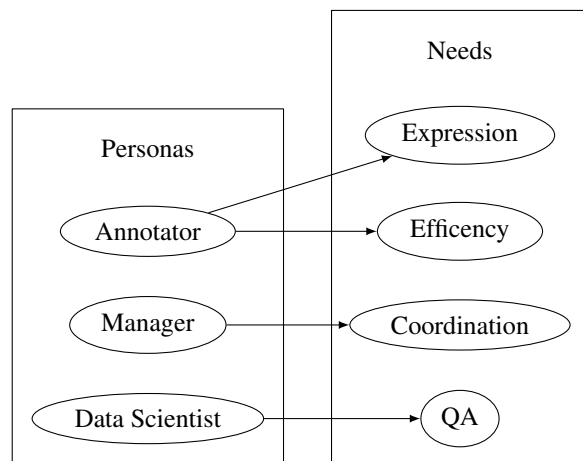 Personas
Annotator
Manager
Data Scientist
Needs
Expression
Efficency
Coordination
QA